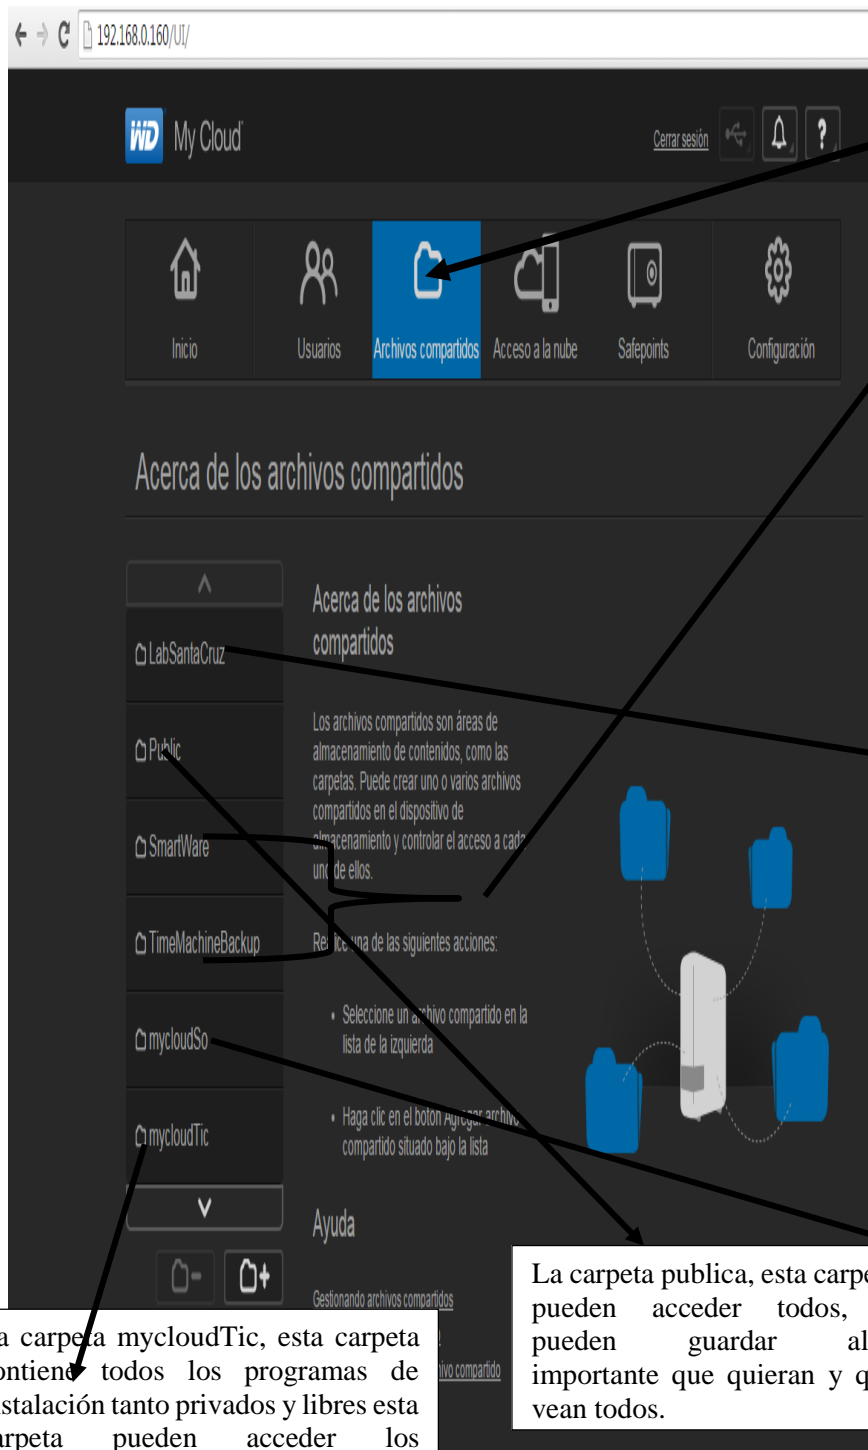 192.168.0.160/UI/
WD My Cloud
Cerrar sesión
?
Inicio
Usuarios
Archivos compartidos
Acceso a la nube
Safepoints
Configuración
Acerca de los archivos compartidos
LabSantaCruz
Public
SmartWare
TimeMachineBackup
mycloudSo
mycloudTic
Acerca de los archivos
compartidos
Los archivos compartidos son áreas de
almacenamiento de contenidos, como las
carpetas. Puede crear uno o varios archivos
compartidos en el dispositivo de
almacenamiento y controlar el acceso a cada
uno de ellos.
Realice una de las siguientes acciones:
• Seleccione un archivo compartido en la
lista de la izquierda
• Haga clic en el botón Agregar archivo
compartido situado bajo la lista
Ayuda
Gestionando archivos compartidos
ivo compartido
a carpeta mycloudTic, esta carpeta
ontiene todos los programas de
stalación tanto privados y libres esta
arpeta pueden acceder los
La carpeta publica, esta carpe
pueden acceder todos,
pueden guardar al
importante que quieran y q
vean todos.